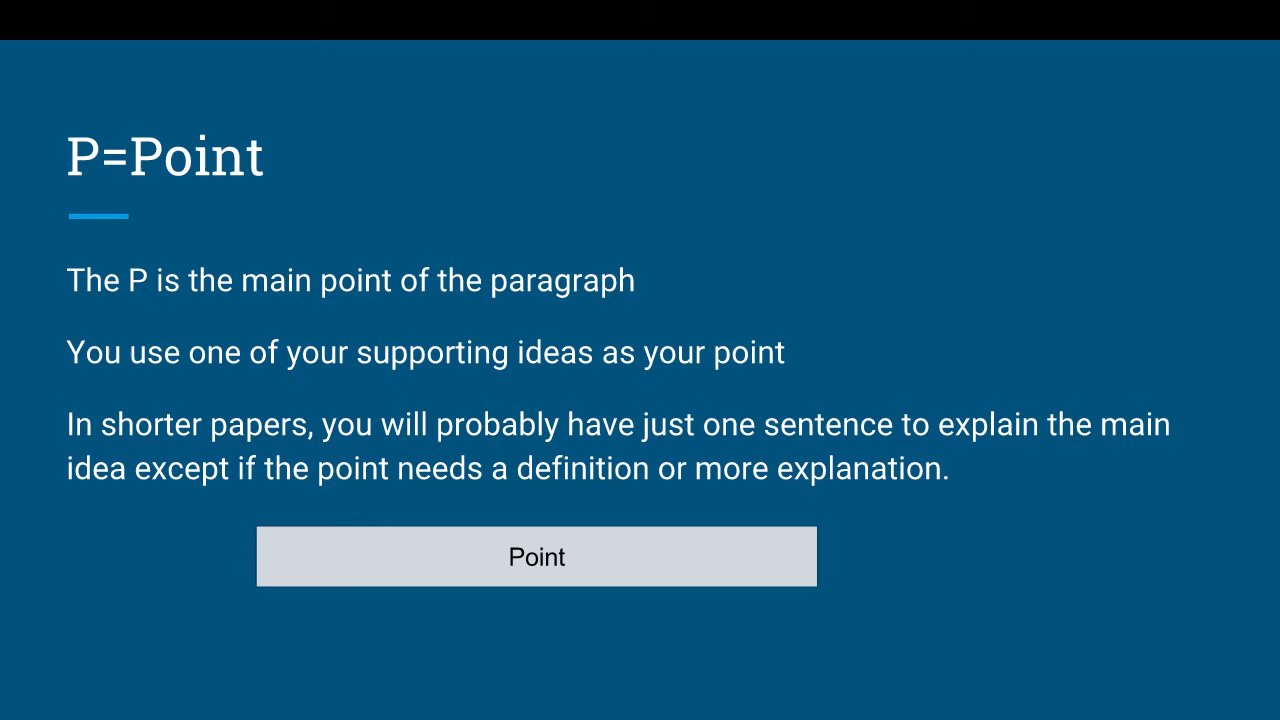 P=Point
The P is the main point of the paragraph
You use one of your supporting ideas as your point
In shorter papers, you will probably have just one sentence to explain the main
idea except if the point needs a definition or more explanation.
Point